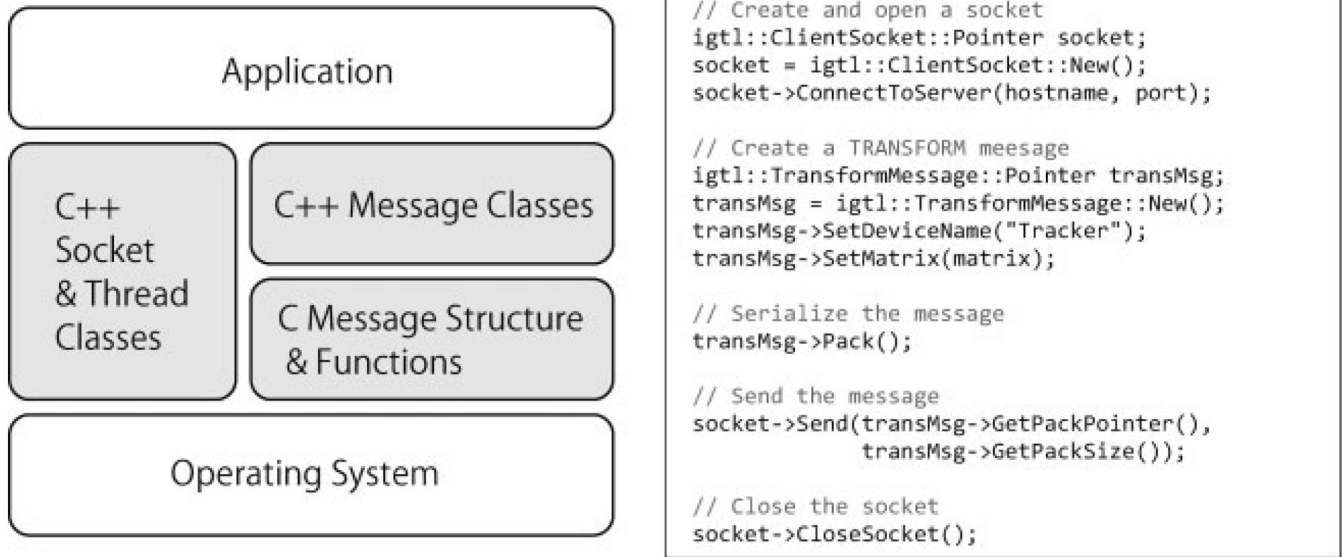 Application
C++
Socket
& Thread
Classes
C++ Message Classes
C Message Structure
& Functions
Operating System
// Create and open a socket
igtl::ClientSocket::Pointer socket;
socket = igtl::ClientSocket::New();
socket->ConnectToServer(hostname, port);
// Create a TRANSFORM meesage
igtl::TransformMessage::Pointer transMsg;
transMsg = igtl::TransformMessage::New();
transMsg->SetDeviceName("Tracker");
transMsg->SetMatrix(matrix);
// Serialize the message
transMsg->Pack();
// Send the message
socket->Send(transMsg->GetPackPointer(),
transMsg->GetPackSize());
// Close the socket
socket->CloseSocket();